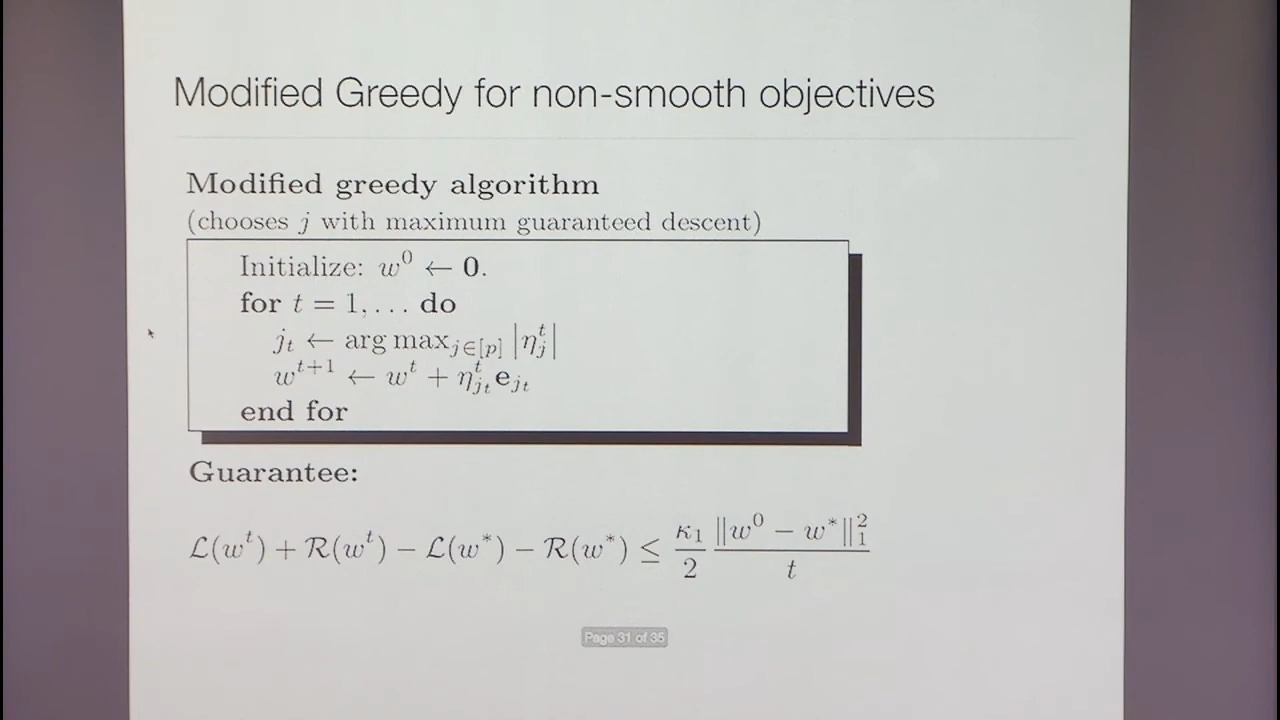 Modified Greedy for non-smooth objectives
Modified greedy algorithm
(chooses j with maximum guaranteed descent)
Initialize: w^0 ← 0.
for t = 1, . . . do
j_t ← arg max_{j∈[p]} |η_j^t|
w^{t+1} ← w^t + η_{j_t}^t e_{j_t}
end for
Guarantee:
ℒ(w^t) + ℛ(w^t) − ℒ(w^*) − ℛ(w^*) ≤ \frac{κ_1}{2} \frac{‖w^0 − w^*‖_1^2}{t}
Page 31 of 35